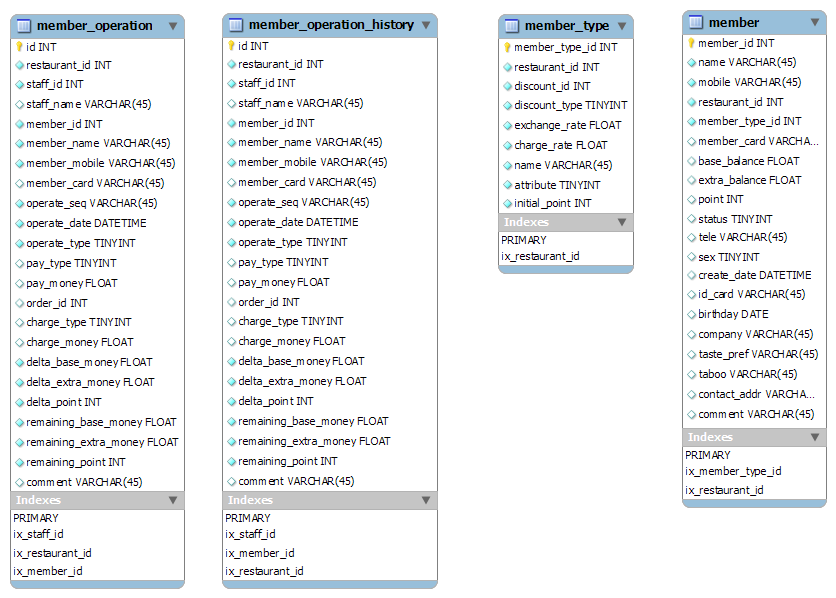 member_operation
id INT
restaurant_id INT
staff_id INT
staff_name VARCHAR(45)
member_id INT
member_name VARCHAR(45)
member_mobile VARCHAR(45)
member_card VARCHAR(45)
operate_seq VARCHAR(45)
operate_date DATETIME
operate_type TINYINT
pay_type TINYINT
pay_money FLOAT
order_id INT
charge_type TINYINT
charge_money FLOAT
delta_base_money FLOAT
delta_extra_money FLOAT
delta_point INT
remaining_base_money FLOAT
remaining_extra_money FLOAT
remaining_point INT
comment VARCHAR(45)
Indexes
PRIMARY
ix_staff_id
ix_restaurant_id
ix_member_id
member_operation_history
id INT
restaurant_id INT
staff_id INT
staff_name VARCHAR(45)
member_id INT
member_name VARCHAR(45)
member_mobile VARCHAR(45)
member_card VARCHAR(45)
operate_seq VARCHAR(45)
operate_date DATETIME
operate_type TINYINT
pay_type TINYINT
pay_money FLOAT
order_id INT
charge_type TINYINT
charge_money FLOAT
delta_base_money FLOAT
delta_extra_money FLOAT
delta_point INT
remaining_base_money FLOAT
remaining_extra_money FLOAT
remaining_point INT
comment VARCHAR(45)
Indexes
PRIMARY
ix_staff_id
ix_member_id
ix_restaurant_id
member_type
member_type_id INT
restaurant_id INT
discount_id INT
discount_type TINYINT
exchange_rate FLOAT
charge_rate FLOAT
name VARCHAR(45)
attribute TINYINT
initial_point INT
Indexes
PRIMARY
ix_restaurant_id
member
member_id INT
name VARCHAR(45)
mobile VARCHAR(45)
restaurant_id INT
member_type_id INT
member_card VARCHA...
base_balance FLOAT
extra_balance FLOAT
point INT
status TINYINT
tele VARCHAR(45)
sex TINYINT
create_date DATETIME
id_card VARCHAR(45)
birthday DATE
company VARCHAR(45)
taste_pref VARCHAR(45)
taboo VARCHAR(45)
contact_addr VARCHA...
comment VARCHAR(45)
Indexes
PRIMARY
ix_member_type_id
ix_restaurant_id